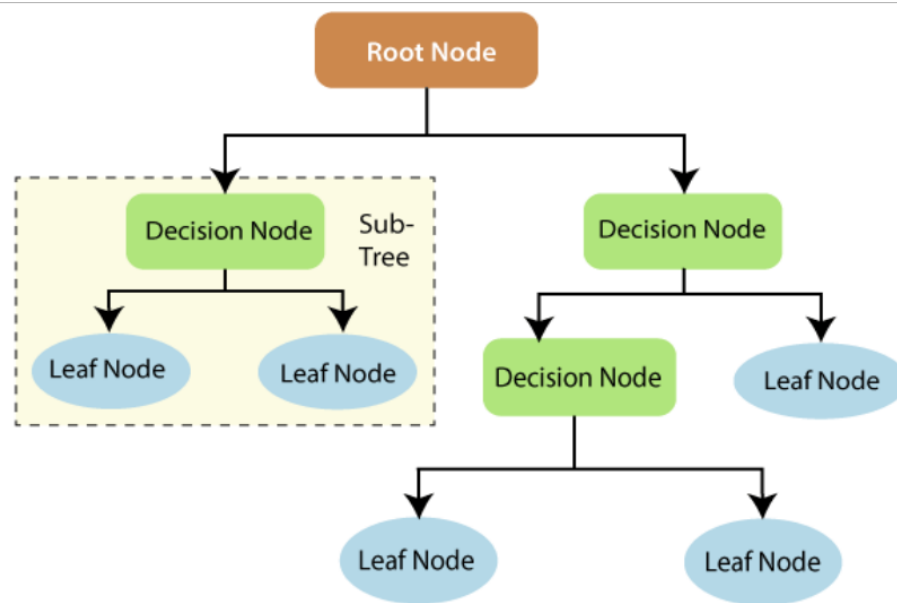 Root Node
Decision Node
Sub-
Tree
Decision Node
Leaf Node
Leaf Node
Decision Node
Leaf Node
Leaf Node
Leaf Node